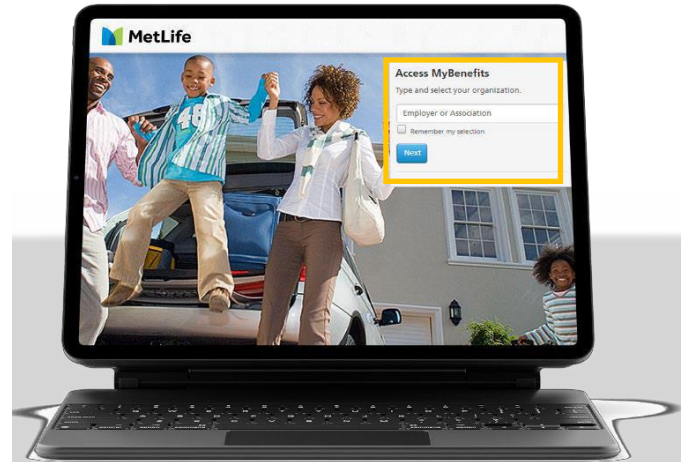 MetLife
Access MyBenefits
Type and select your organization.
Employer or Association
Remember my selection
Next